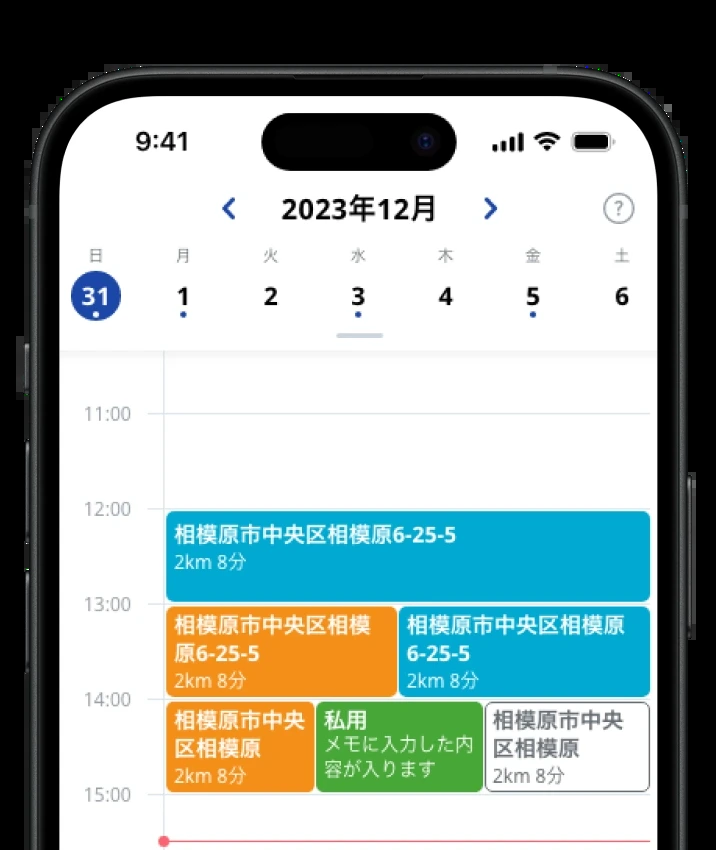 9:41
2023年12月
?
日 月 火 水 木 金 土
31 1 2 3 4 5 6
11:00
12:00
相模原市中央区相模原6-25-5
2km 8分
13:00
相模原市中央区相模
原6-25-5
2km 8分
相模原市中央区相模原
6-25-5
2km 8分
14:00
相模原市中央
区相模原
2km 8分
私用
メモに入力した内
容が入ります
相模原市中央
区相模原
2km 8分
15:00